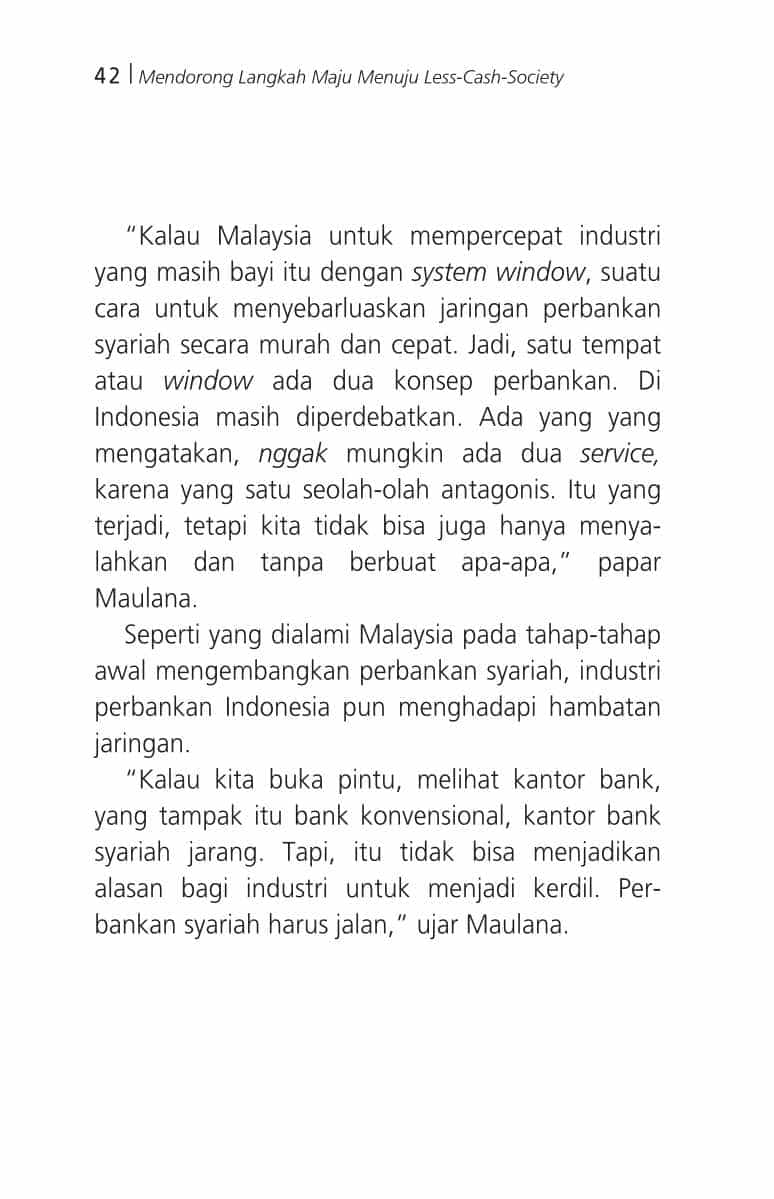 42 | Mendorong Langkah Maju Menuju Less-Cash-Society
“Kalau Malaysia untuk mempercepat industri
yang masih bayi itu dengan system window, suatu
cara untuk menyebarluaskan jaringan perbankan
syariah secara murah dan cepat. Jadi, satu tempat
atau window ada dua konsep perbankan. Di
Indonesia masih diperdebatkan. Ada yang yang
mengatakan, nggak mungkin ada dua service,
karena yang satu seolah-olah antagonis. Itu yang
terjadi, tetapi kita tidak bisa juga hanya menya-
lahkan dan tanpa berbuat apa-apa,” papar
Maulana.
Seperti yang dialami Malaysia pada tahap-tahap
awal mengembangkan perbankan syariah, industri
perbankan Indonesia pun menghadapi hambatan
jaringan.
“Kalau kita buka pintu, melihat kantor bank,
yang tampak itu bank konvensional, kantor bank
syariah jarang. Tapi, itu tidak bisa menjadikan
alasan bagi industri untuk menjadi kerdil. Per-
bankan syariah harus jalan,” ujar Maulana.